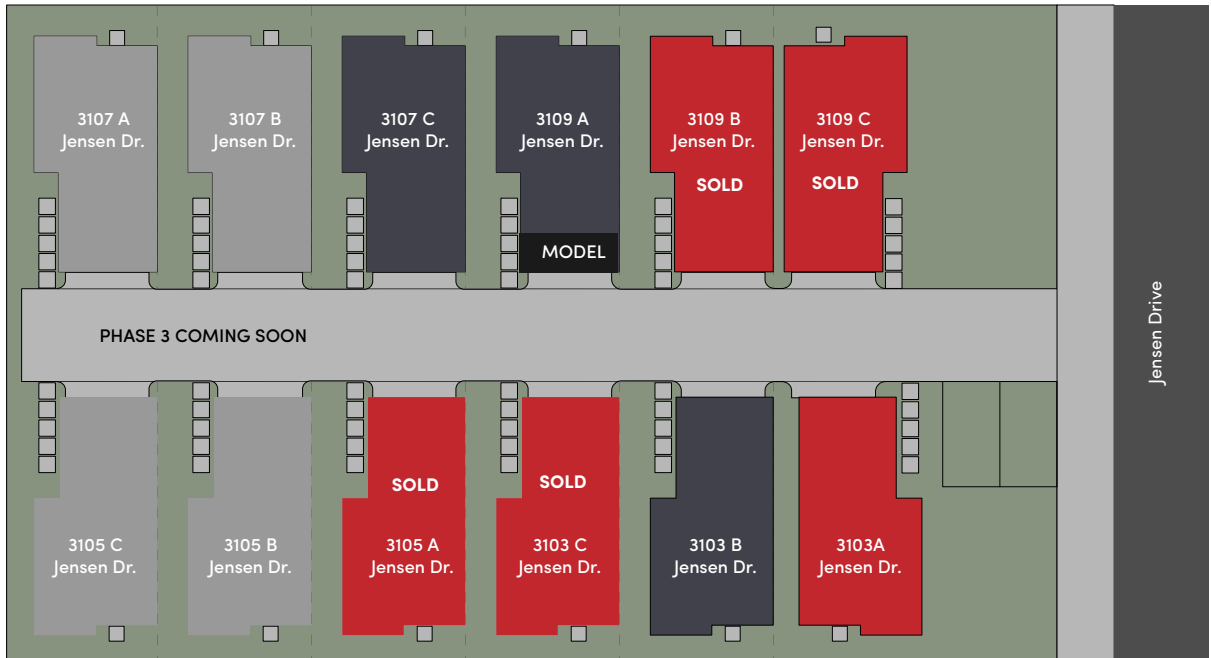 3107 A
Jensen Dr.
3107 B
Jensen Dr.
3107 C
Jensen Dr.
3109 A
Jensen Dr.
MODEL
3109 B
Jensen Dr.
SOLD
3109 C
Jensen Dr.
SOLD
PHASE 3 COMING SOON
Jensen Drive
3105 C
Jensen Dr.
3105 B
Jensen Dr.
SOLD
3105 A
Jensen Dr.
SOLD
3103 C
Jensen Dr.
3103 B
Jensen Dr.
3103A
Jensen Dr.